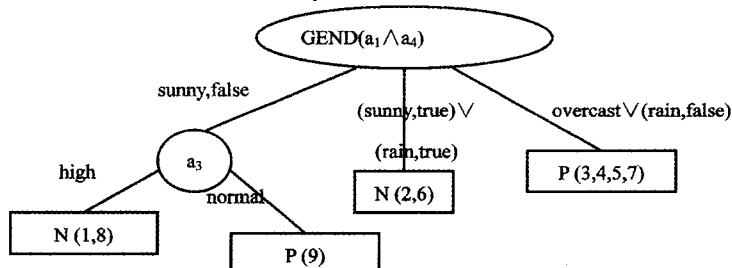 GEND(a₁∧a₄)
sunny,false
(sunny,true)∨
(rain,true)
overcast∨(rain,false)
a₃
high
normal
N (2,6)
P (3,4,5,7)
N (1,8)
P (9)